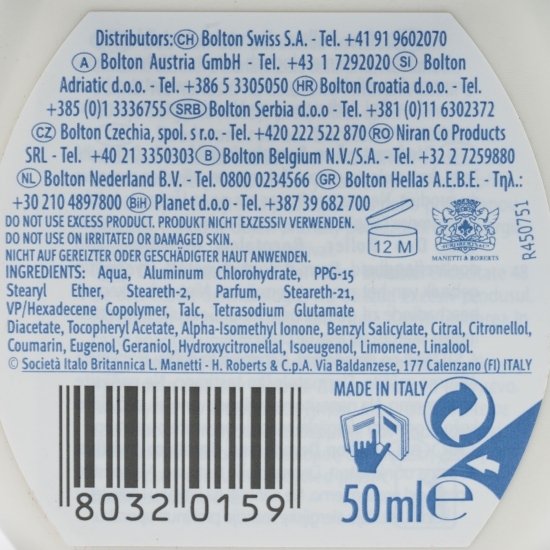 Distributors: CH Bolton Swiss S.A. - Tel. +41 91 9602070
A Bolton Austria GmbH - Tel. +43 1 7292020 SI Bolton
Adriatic d.o.o. - Tel. +386 5 3305050 HR Bolton Croatia d.o.o. - Tel.
+385 (0)1 3336755 SRB Bolton Serbia d.o.o - Tel. +381 (0)11 6302372
CZ Bolton Czechia, spol. s r.o. - Tel. +420 222 522 870 RO Niran Co Products
SRL - Tel. +40 21 3350303 B Bolton Belgium N.V./S.A. - Tel. +32 2 7259880
NL Bolton Nederland B.V. - Tel. 0800 0234566 GR Bolton Hellas A.E.B.E. - Τηλ.:
+30 210 4897800 BiH Planet d.o.o - Tel. +387 39 682 700
DO NOT USE EXCESS PRODUCT. PRODUKT NICHT EXZESSIV VERWENDEN.
DO NOT USE ON IRRITATED OR DAMAGED SKIN.
NICHT AUF GEREIZTER ODER GESCHÄDIGTER HAUT ANWENDEN.
12 M
MANETTI & ROBERTS
R450751
INGREDIENTS: Aqua, Aluminum Chlorohydrate, PPG-15
Stearyl Ether, Steareth-2, Parfum, Steareth-21,
VP/Hexadecene Copolymer, Talc, Tetrasodium Glutamate
Diacetate, Tocopheryl Acetate, Alpha-Isomethyl Ionone, Benzyl Salicylate, Citral, Citronellol,
Coumarin, Eugenol, Geraniol, Hydroxycitronellal, Isoeugenol, Limonene, Linalool.
© Società Italo Britannica L. Manetti - H. Roberts & C.p.A. Via Baldanzese, 177 Calenzano (FI) ITALY
MADE IN ITALY
80320159
50 ml e